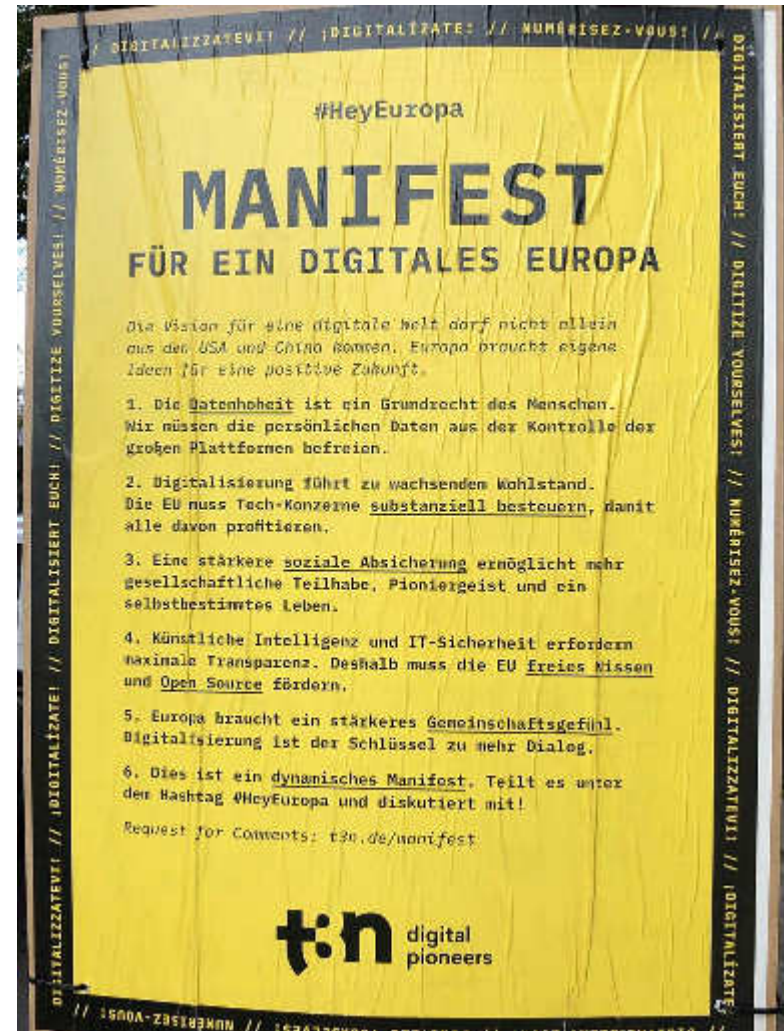 / DIGITALIZZATEVI! // ¡DIGITALÍZATE! // NUMÉRISEZ-VOUS! //
#HeyEuropa
MANIFEST
FÜR EIN DIGITALES EUROPA
Die Vision für eine digitale Welt darf nicht allein
aus den USA und China kommen. Europa braucht eigene
Ideen für eine positive Zukunft.
1. Die Datenhoheit ist ein Grundrecht des Menschen.
Wir müssen die persönlichen Daten aus der Kontrolle der
großen Plattformen befreien.
2. Digitalisierung führt zu wachsendem Wohlstand.
Die EU muss Tech-Konzerne substanziell besteuern, damit
alle davon profitieren.
3. Eine stärkere soziale Absicherung ermöglicht mehr
gesellschaftliche Teilhabe, Pioniergeist und ein
selbstbestimmtes Leben.
4. Künstliche Intelligenz und IT-Sicherheit erfordern
maximale Transparenz. Deshalb muss die EU freies Wissen
und Open Source fördern.
5. Europa braucht ein stärkeres Gemeinschaftsgefühl.
Digitalisierung ist der Schlüssel zu mehr Dialog.
6. Dies ist ein dynamisches Manifest. Teilt es unter
dem Hashtag #HeyEuropa und diskutiert mit!
Request for Comments: t3n.de/manifest
t3n digital
pioneers
DIGITALISIERT EUCH! // DIGITIZE YOURSELVES! // NUMÉRISEZ-VOUS! // DIGITALIZZATEVI! // ¡DIGITALÍZATE
DIGITALIZZATEVI! // ¡DIGITALÍZATE! // DIGITALISIERT EUCH! // DIGITIZE YOURSELVES! // NUMÉRISEZ-VOUS!
// NUMÉRISEZ-VOUS! // YOURSELVES! //